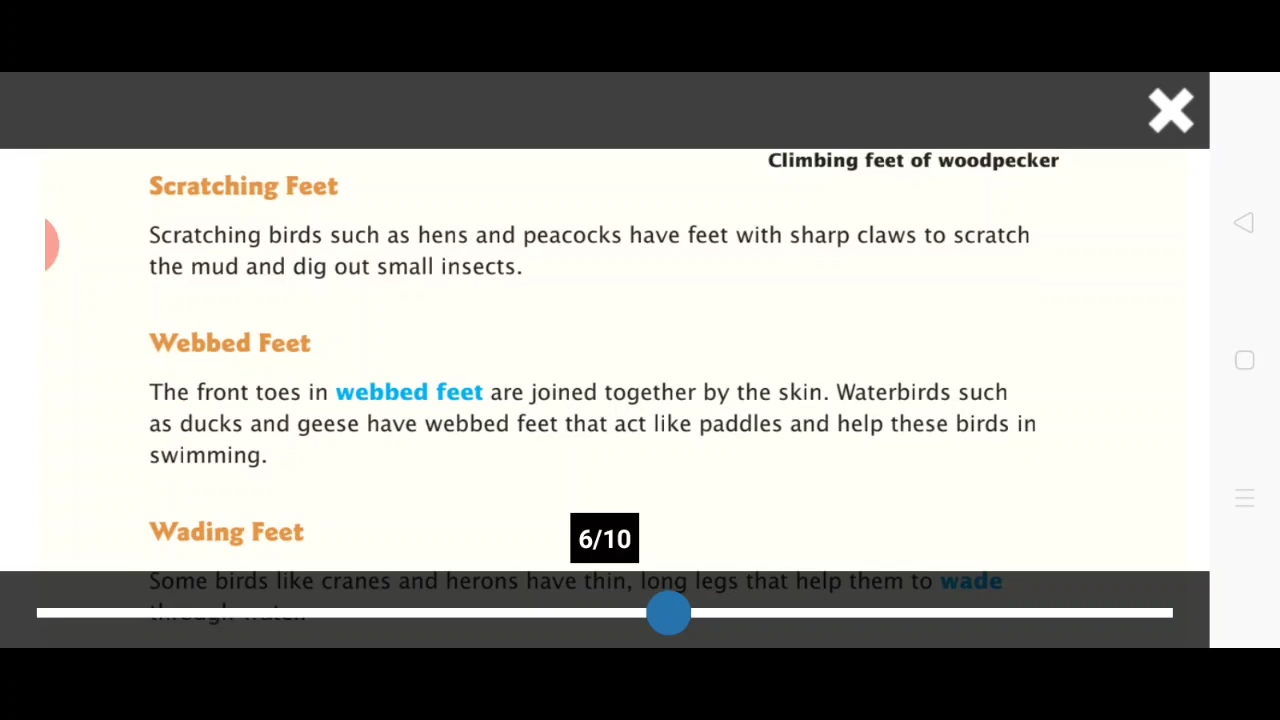 Climbing feet of woodpecker
Scratching Feet
Scratching birds such as hens and peacocks have feet with sharp claws to scratch
the mud and dig out small insects.
Webbed Feet
The front toes in webbed feet are joined together by the skin. Waterbirds such
as ducks and geese have webbed feet that act like paddles and help these birds in
swimming.
Wading Feet
6/10
Some birds like cranes and herons have thin, long legs that help them to wade
through water.